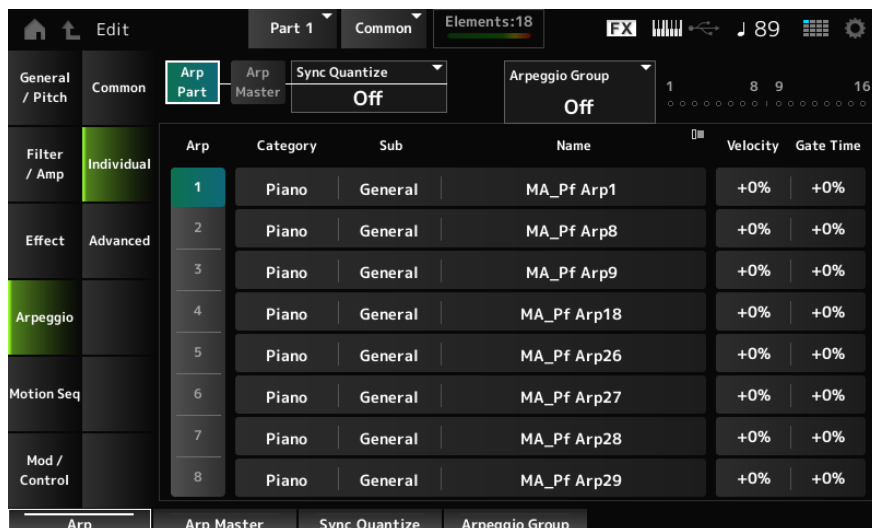 Edit
Part 1
Common
Elements:18
FX
♩ 89
General
/ Pitch
Filter
/ Amp
Effect
Arpeggio
Motion Seq
Mod /
Control
Common
Individual
Advanced
Arp
Part
Arp
Master
Sync Quantize
Off
Arpeggio Group
Off
1 8 9 16
Arp Category Sub Name Velocity Gate Time
1 Piano General MA_Pf Arp1 +0% +0%
2 Piano General MA_Pf Arp8 +0% +0%
3 Piano General MA_Pf Arp9 +0% +0%
4 Piano General MA_Pf Arp18 +0% +0%
5 Piano General MA_Pf Arp26 +0% +0%
6 Piano General MA_Pf Arp27 +0% +0%
7 Piano General MA_Pf Arp28 +0% +0%
8 Piano General MA_Pf Arp29 +0% +0%
Arp Arp Master Sync Quantize Arpeggio Group